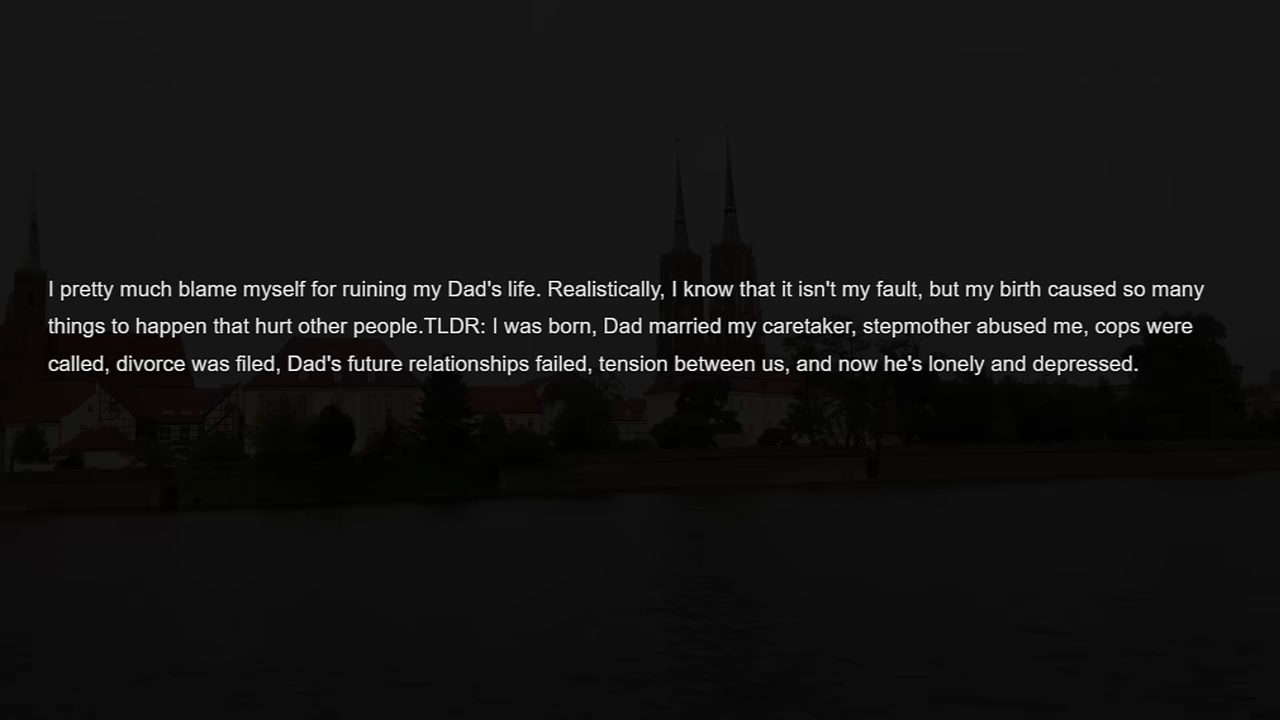 I pretty much blame myself for ruining my Dad's life. Realistically, I know that it isn't my fault, but my birth caused so many
things to happen that hurt other people.TLDR: I was born, Dad married my caretaker, stepmother abused me, cops were
called, divorce was filed, Dad's future relationships failed, tension between us, and now he's lonely and depressed.